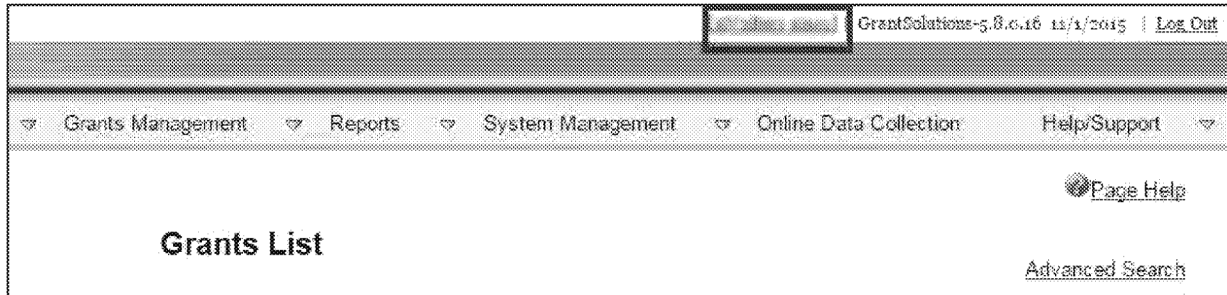 GrantSolutions-5.8.0.16 11/1/2015 | Log Out
Grants Management Reports System Management Online Data Collection Help/Support
Page Help
Grants List
Advanced Search